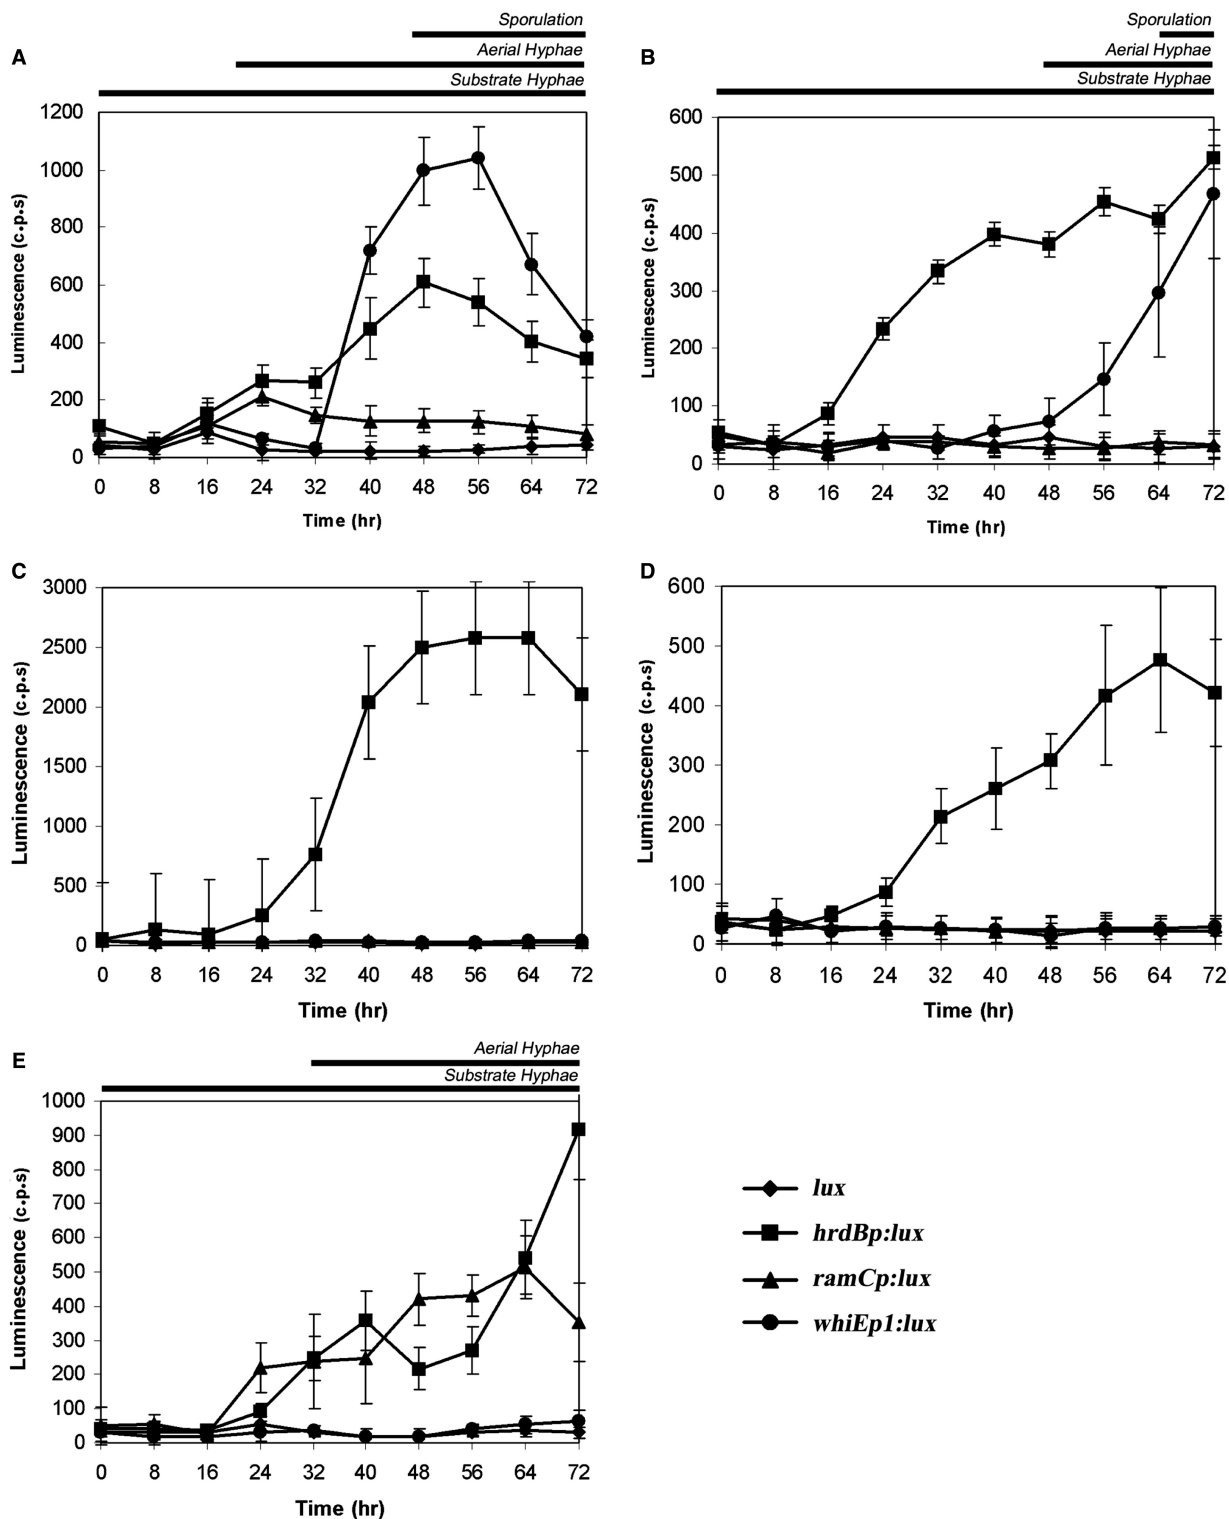 A
Sporulation
Aerial Hyphae
Substrate Hyphae
1200
1000
800
600
400
200
0
Luminescence (c.p.s)
0 8 16 24 32 40 48 56 64 72
Time (hr)
B
Sporulation
Aerial Hyphae
Substrate Hyphae
600
500
400
300
200
100
0
Luminescence (c.p.s)
0 8 16 24 32 40 48 56 64 72
Time (hr)
C
3000
2500
2000
1500
1000
500
0
Luminescence (c.p.s)
0 8 16 24 32 40 48 56 64 72
Time (hr)
D
600
500
400
300
200
100
0
Luminescence (c.p.s)
0 8 16 24 32 40 48 56 64 72
Time (hr)
E
Aerial Hyphae
Substrate Hyphae
1000
900
800
700
600
500
400
300
200
100
0
Luminescence (c.p.s)
0 8 16 24 32 40 48 56 64 72
Time (hr)
lux
hrdBp:lux
ramCp:lux
whiEp1:lux